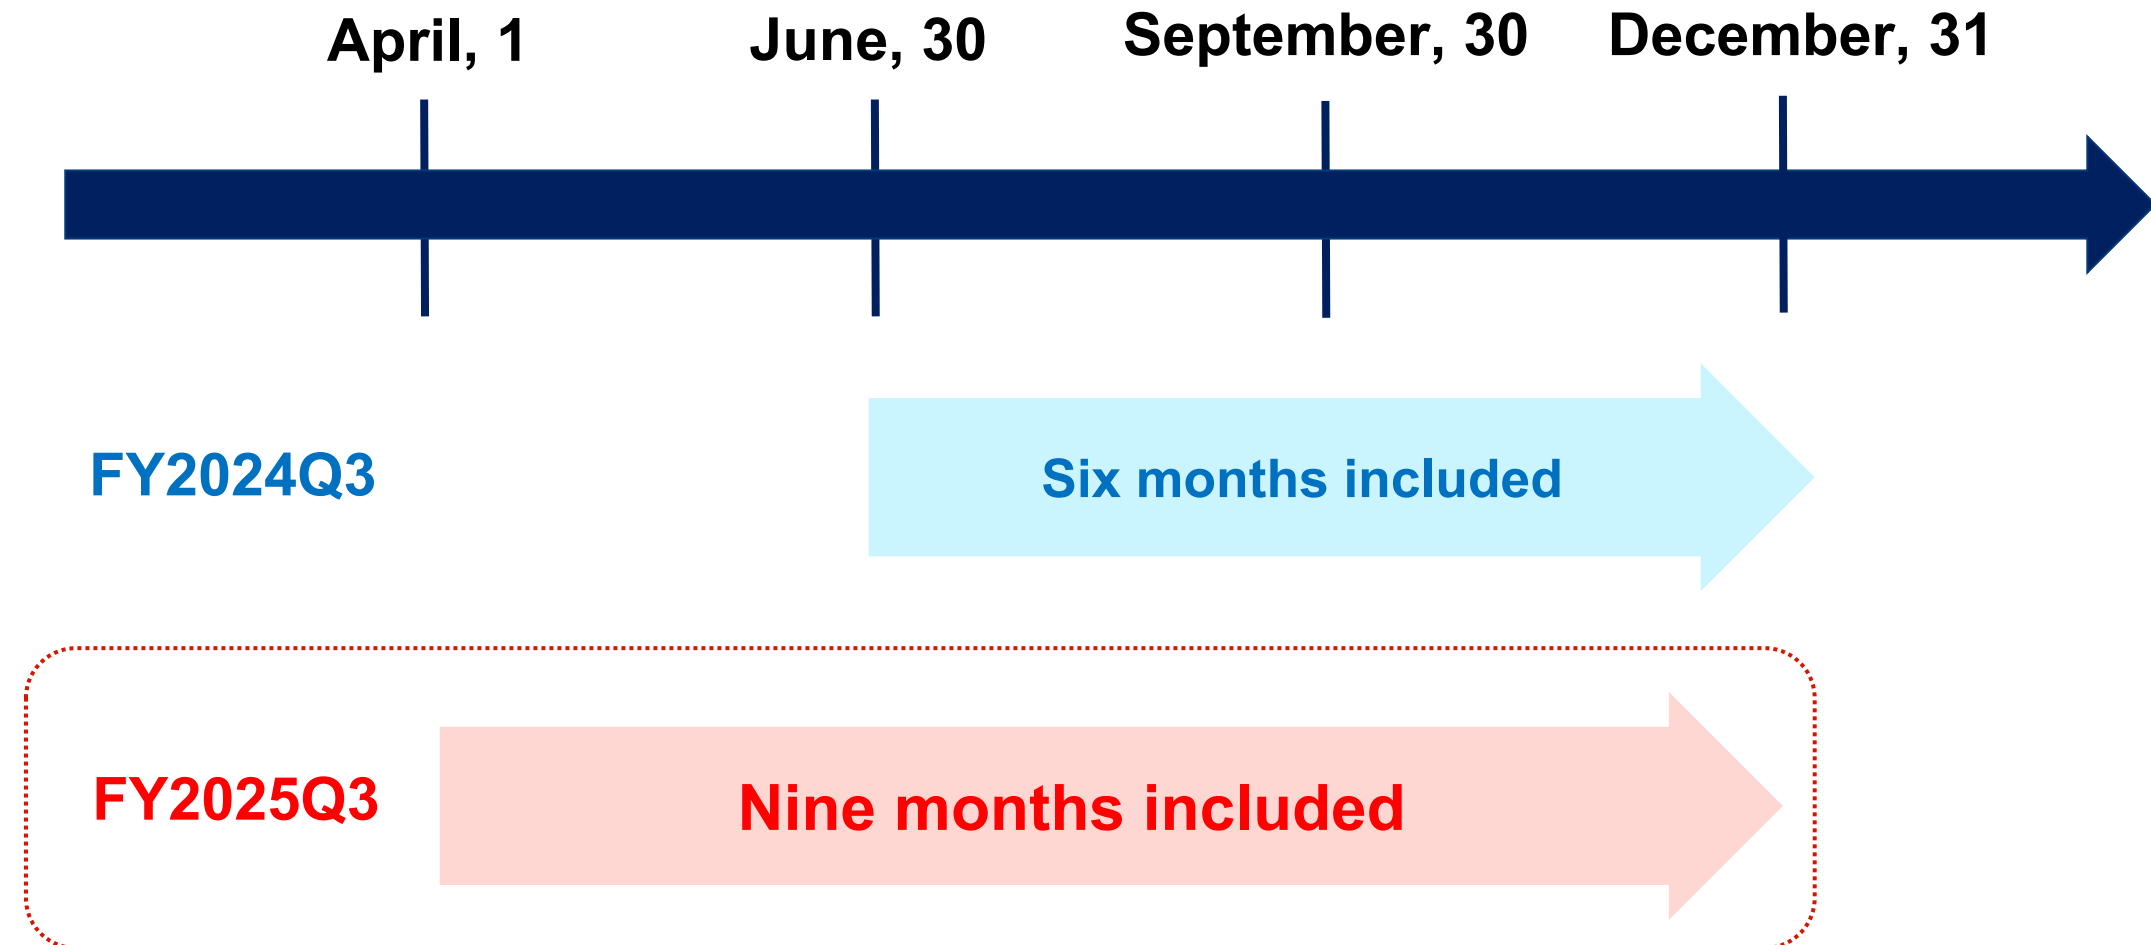 April, 1
June, 30
September, 30
December, 31
FY2024Q3
Six months included
FY2025Q3
Nine months included